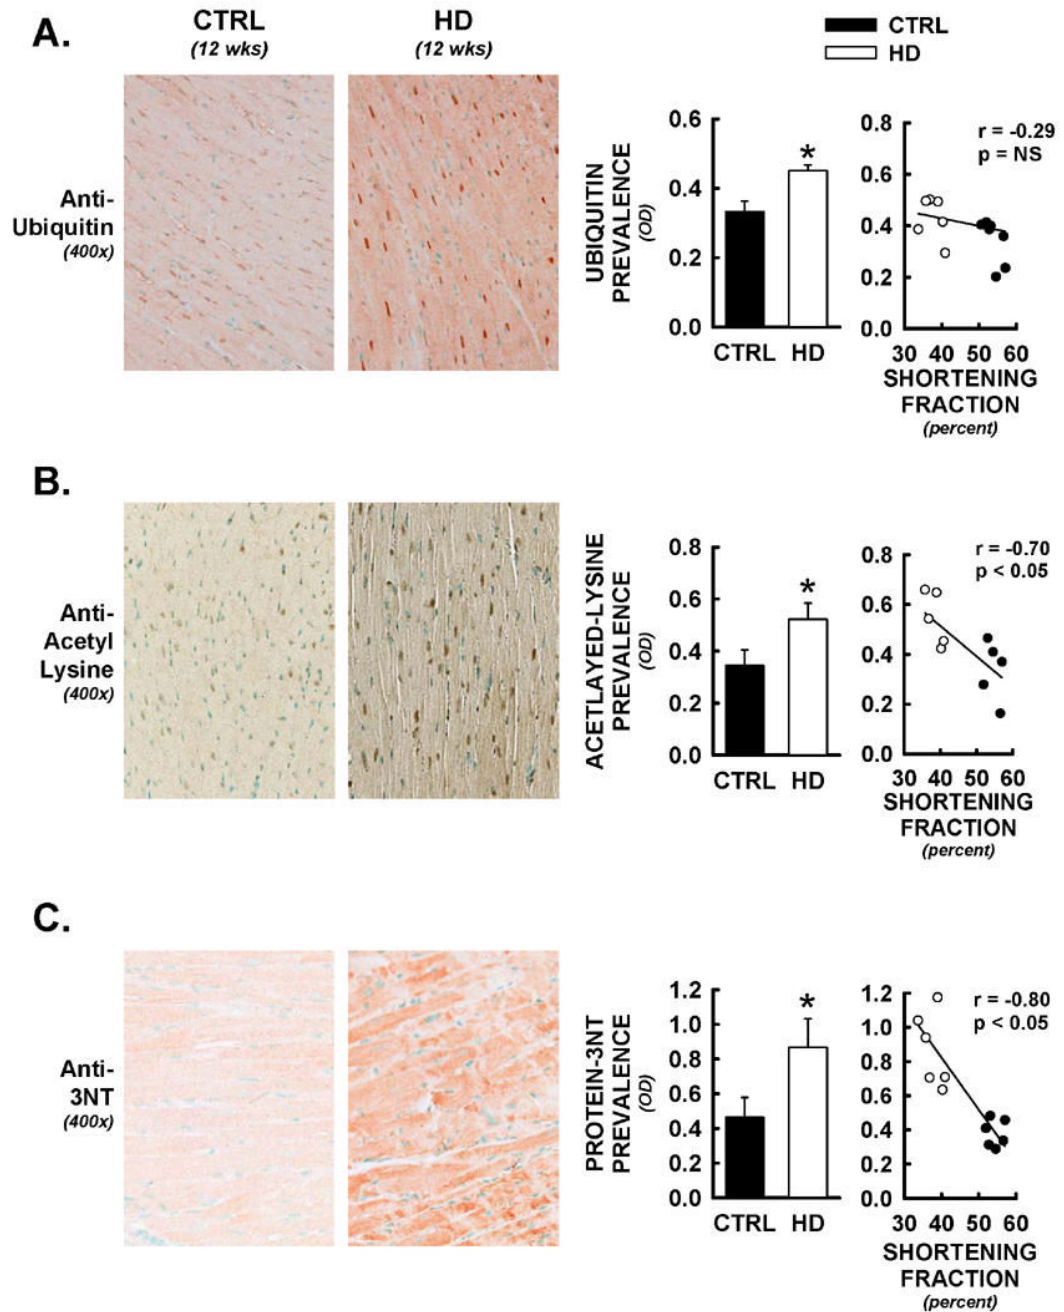 A.
CTRL
(12 wks)
HD
(12 wks)
CTRL
HD
Anti-
Ubiquitin
(400x)
UBIQUITIN
PREVALENCE
(OD)
0.6
0.4
0.2
0.0
CTRL HD
*
0.8
0.6
0.4
0.2
0.0
r = -0.29
p = NS
30 40 50 60
SHORTENING
FRACTION
(percent)
B.
Anti-
Acetyl
Lysine
(400x)
ACETLAYED-LYSINE
PREVALENCE
(OD)
0.8
0.6
0.4
0.2
0.0
CTRL HD
*
0.8
0.6
0.4
0.2
0.0
r = -0.70
p < 0.05
30 40 50 60
SHORTENING
FRACTION
(percent)
C.
Anti-
3NT
(400x)
PROTEIN-3NT
PREVALENCE
(OD)
1.2
1.0
0.8
0.6
0.4
0.2
0.0
CTRL HD
*
1.2
1.0
0.8
0.6
0.4
0.2
0.0
r = -0.80
p < 0.05
30 40 50 60
SHORTENING
FRACTION
(percent)